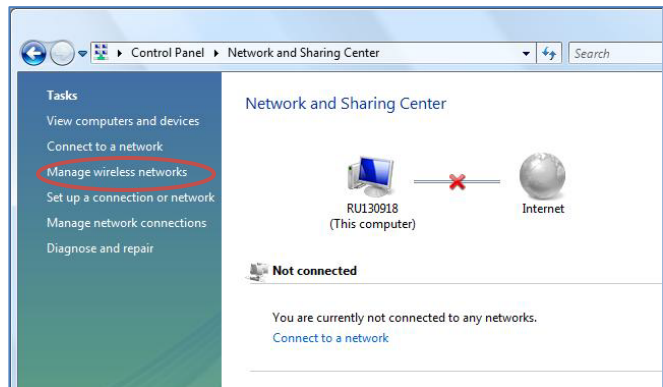 Control Panel
Network and Sharing Center
Search
Tasks
View computers and devices
Connect to a network
Manage wireless networks
Set up a connection or network
Manage network connections
Diagnose and repair
Network and Sharing Center
RU130918
(This computer)
Internet
Not connected
You are currently not connected to any networks.
Connect to a network